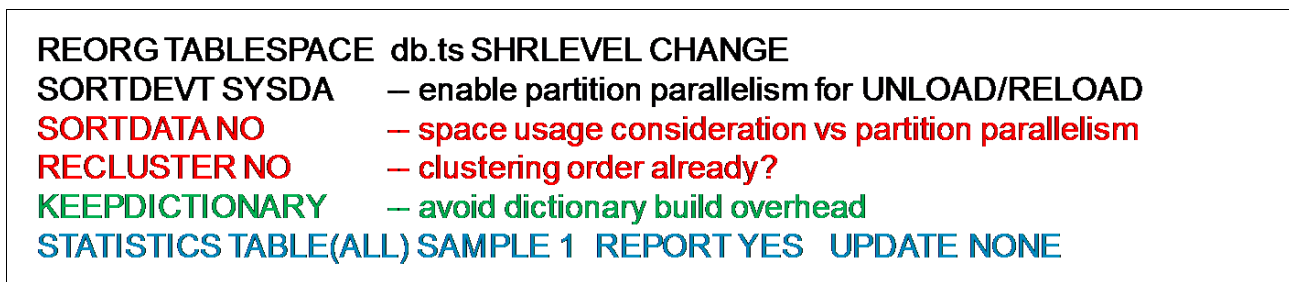 REORG TABLESPACE db.ts SHRLEVEL CHANGE
SORTDEVT SYSDA – enable partition parallelism for UNLOAD/RELOAD
SORTDATA NO – space usage consideration vs partition parallelism
RECLUSTER NO – clustering order already?
KEEPDICTIONARY – avoid dictionary build overhead
STATISTICS TABLE(ALL) SAMPLE 1 REPORT YES UPDATE NONE